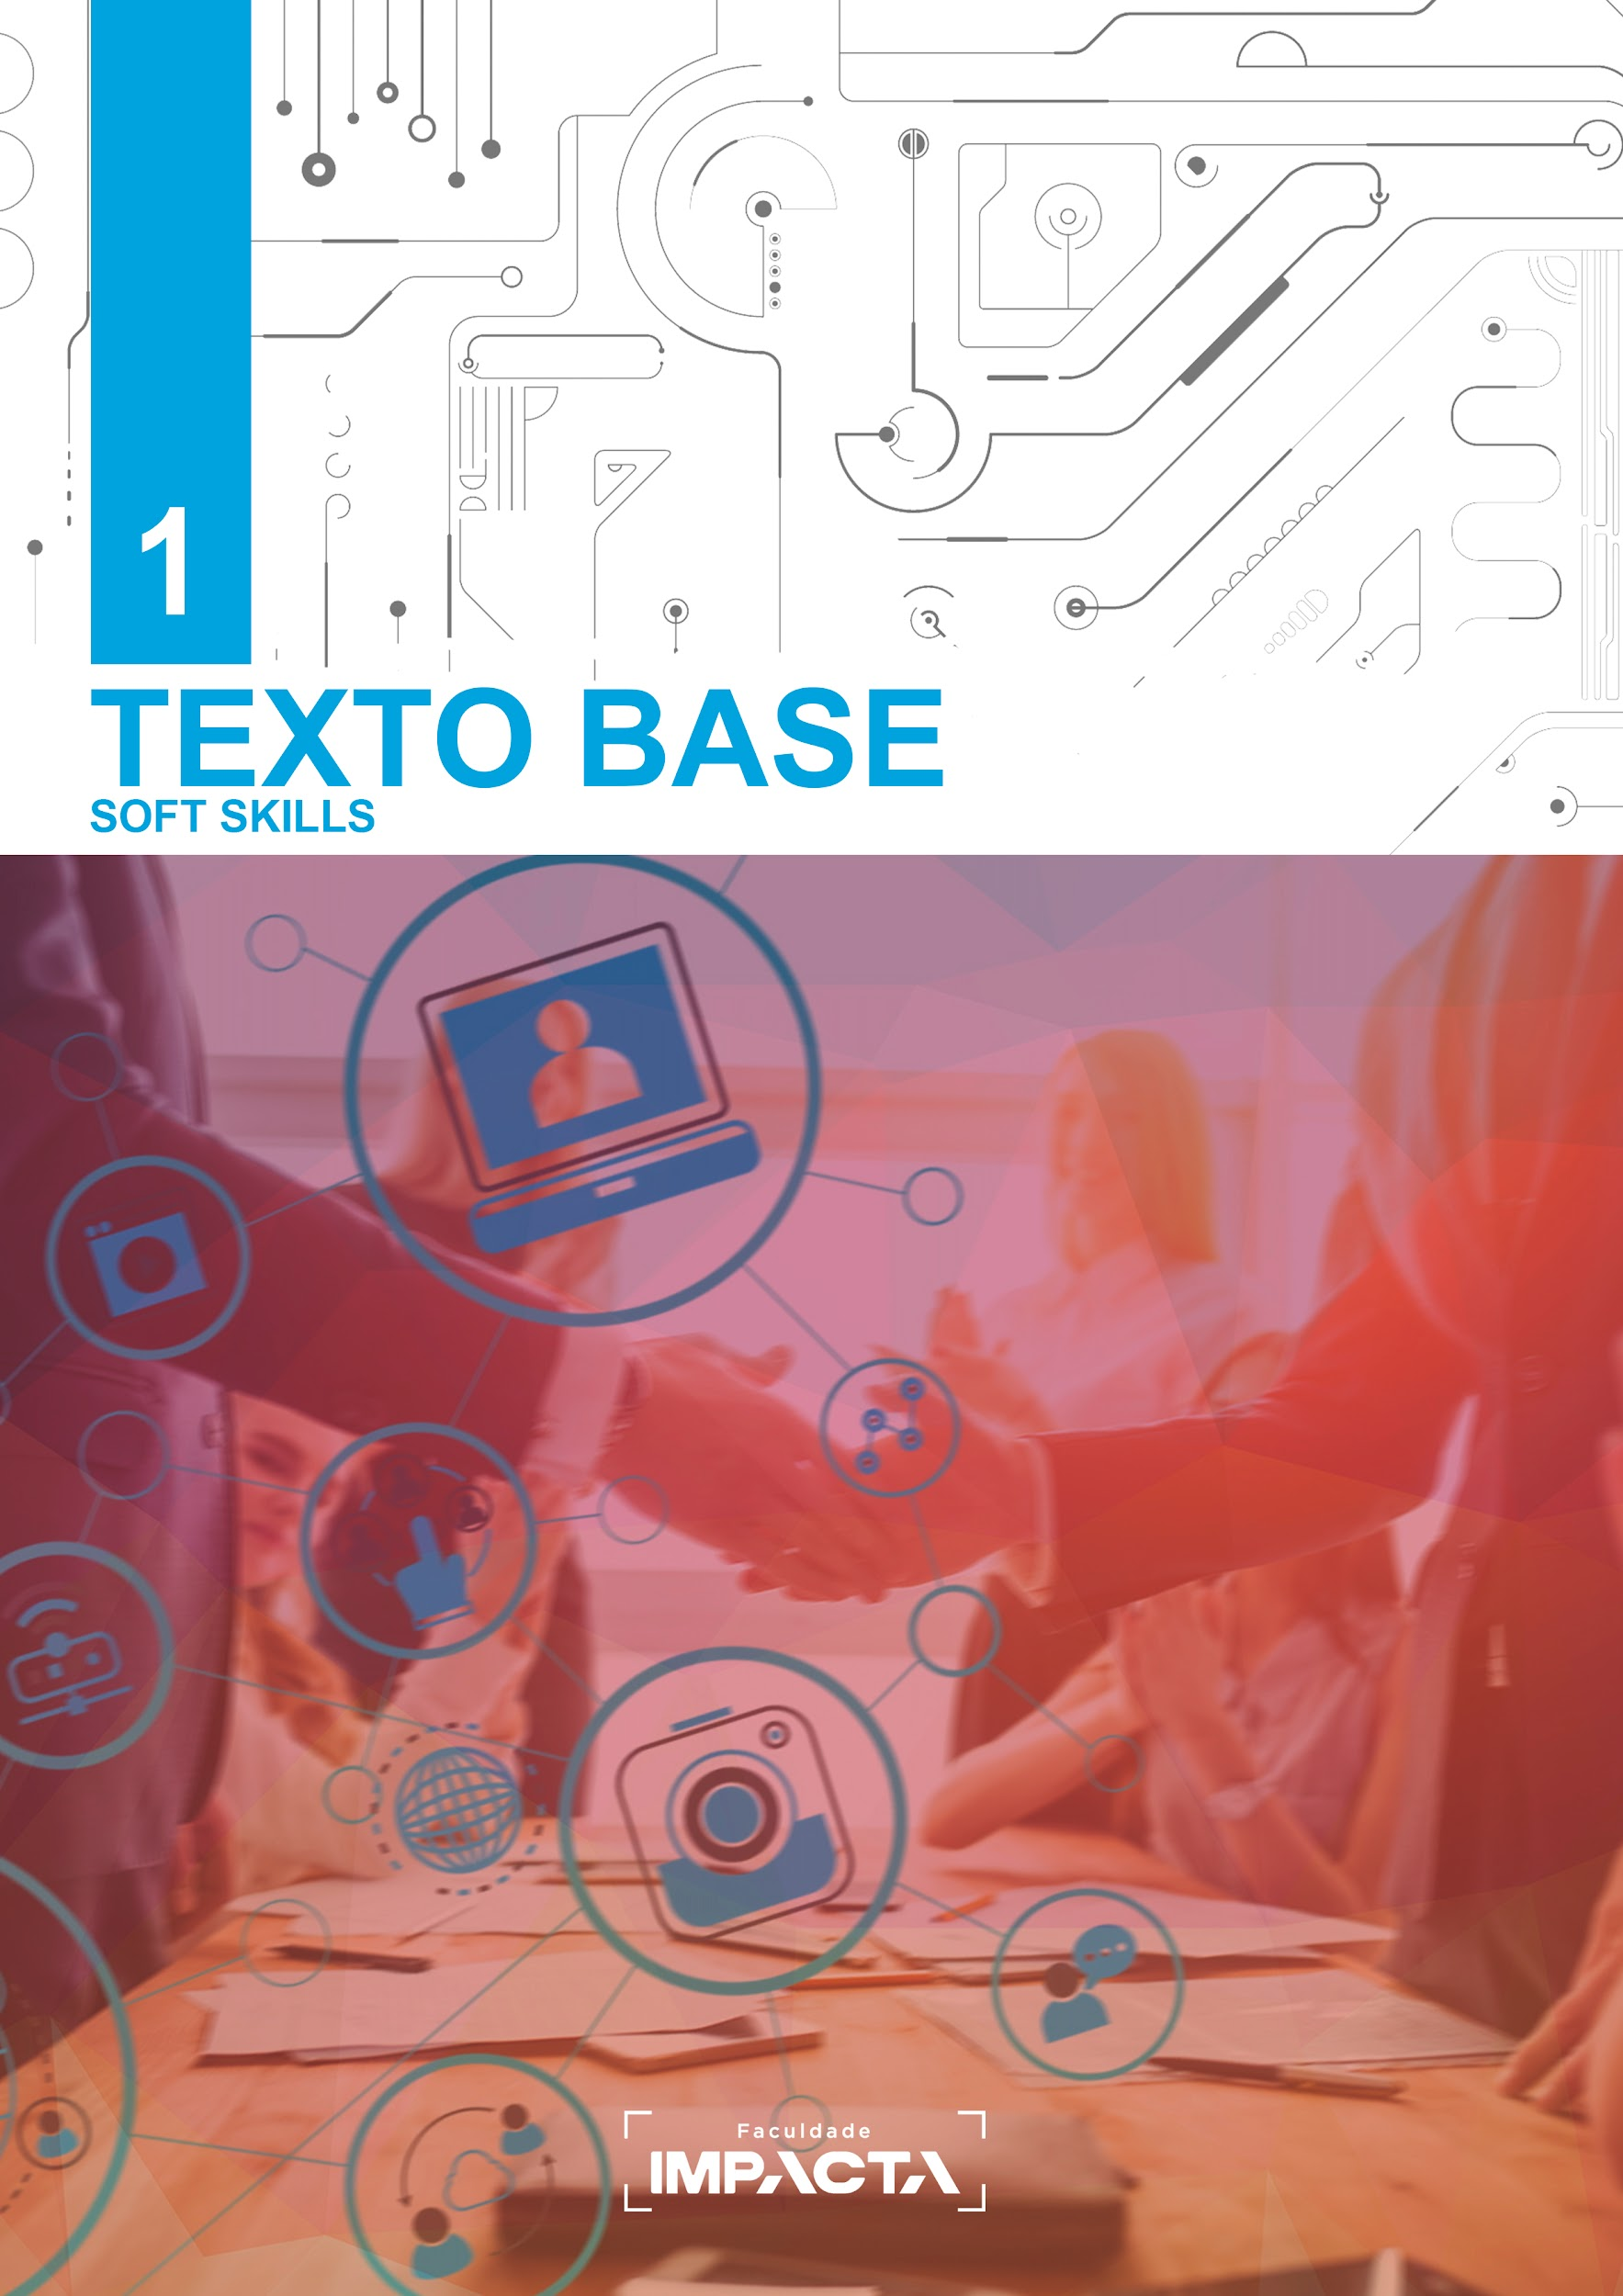 1
TEXTO BASE
SOFT SKILLS
Faculdade
IMPACTA